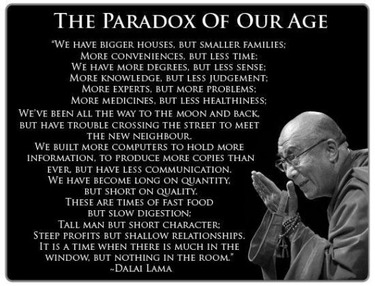 The Paradox Of Our Age
"We have bigger houses, but smaller families;
More conveniences, but less time;
We have more degrees, but less sense;
More knowledge, but less judgement;
More experts, but more problems;
More medicines, but less healthiness;
We've been all the way to the moon and back,
but have trouble crossing the street to meet
the new neighbour.
We built more computers to hold more
information, to produce more copies than
ever, but have less communication.
We have become long on quantity,
but short on quality.
These are times of fast food
but slow digestion;
Tall man but short character;
Steep profits but shallow relationships.
It is a time when there is much in the
window, but nothing in the room."
~Dalai Lama